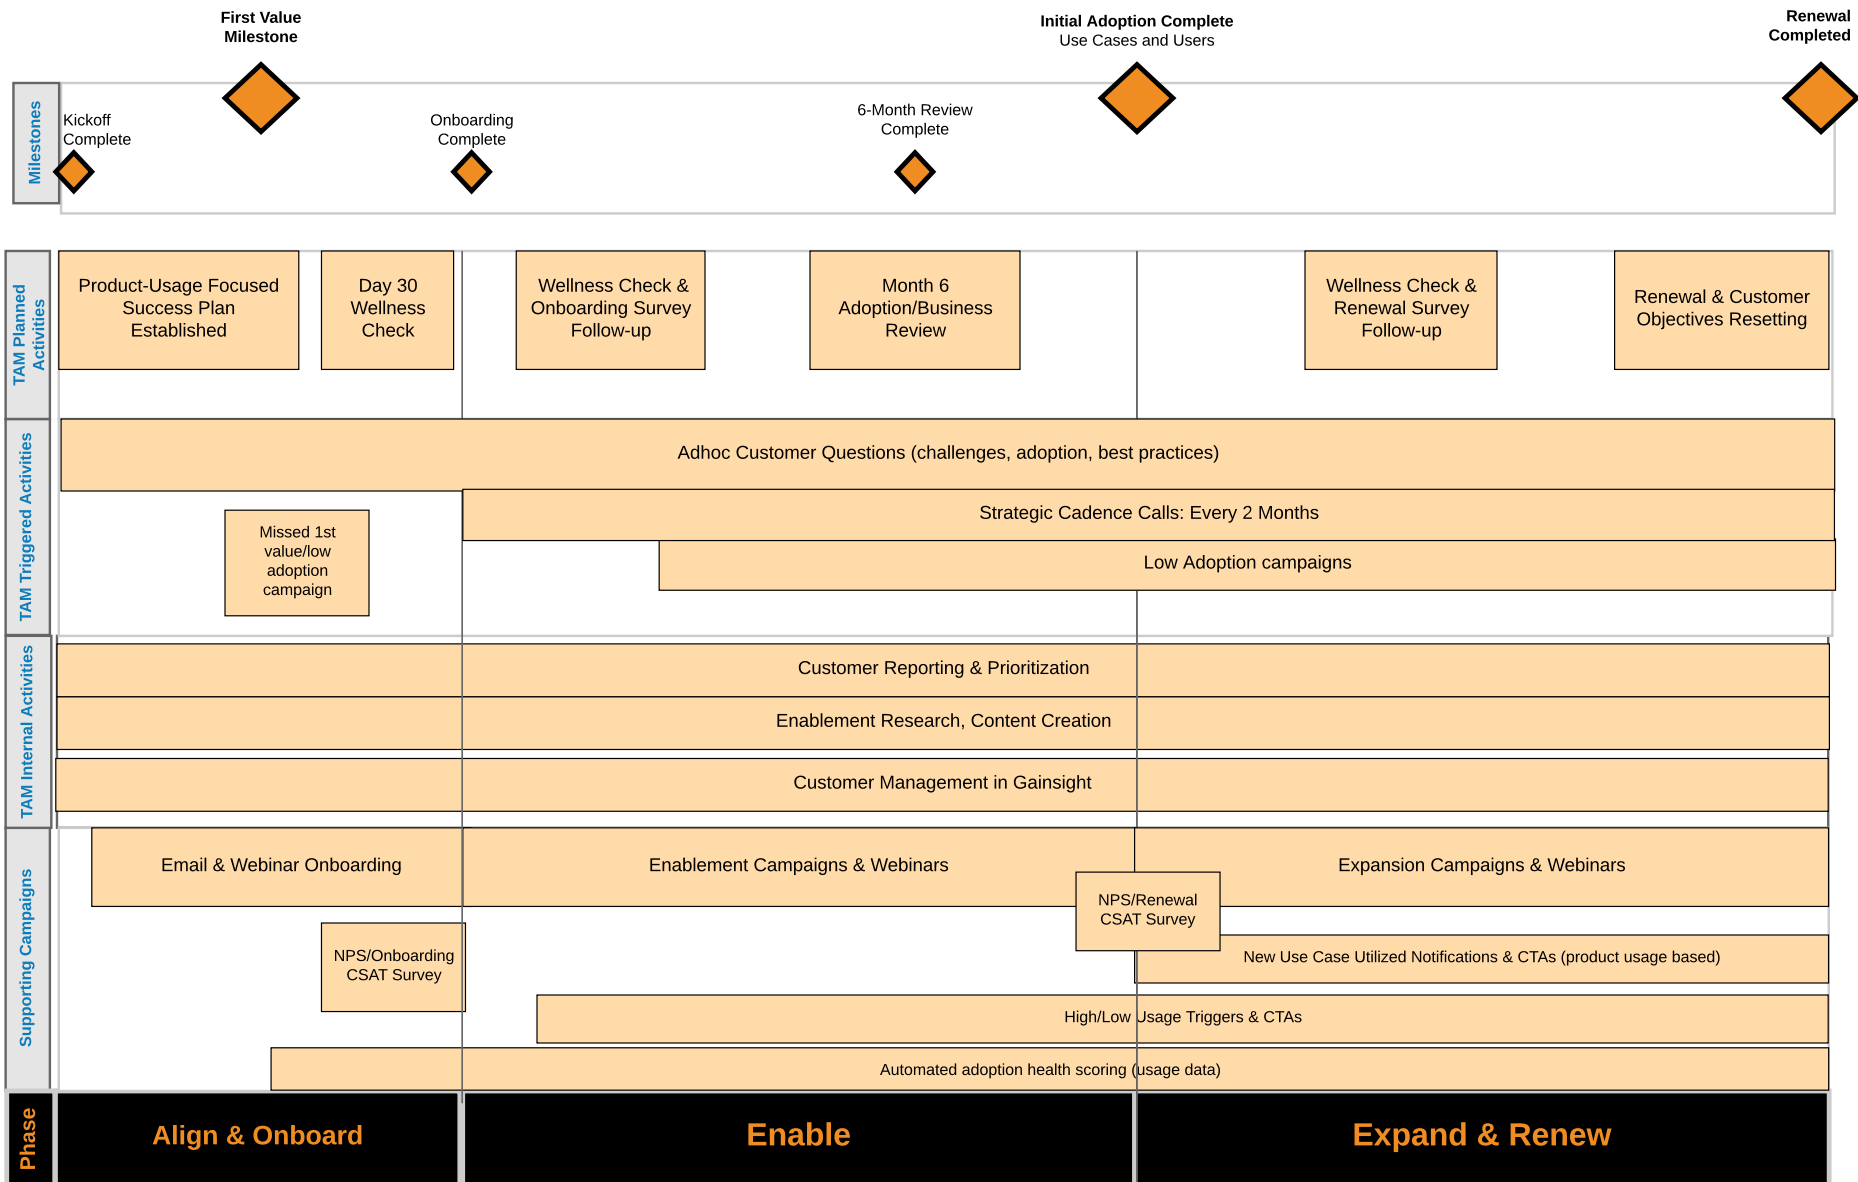 First Value
Milestone
Initial Adoption Complete
Use Cases and Users
Renewal
Completed
Milestones
Kickoff
Complete
Onboarding
Complete
6-Month Review
Complete
TAM Planned
Activities
Product-Usage Focused
Success Plan
Established
Day 30
Wellness
Check
Wellness Check &
Onboarding Survey
Follow-up
Month 6
Adoption/Business
Review
Wellness Check &
Renewal Survey
Follow-up
Renewal & Customer
Objectives Resetting
TAM Triggered Activities
Adhoc Customer Questions (challenges, adoption, best practices)
Strategic Cadence Calls: Every 2 Months
Missed 1st
value/low
adoption
campaign
Low Adoption campaigns
TAM Internal Activities
Customer Reporting & Prioritization
Enablement Research, Content Creation
Customer Management in Gainsight
Supporting Campaigns
Email & Webinar Onboarding
Enablement Campaigns & Webinars
Expansion Campaigns & Webinars
NPS/Renewal
CSAT Survey
NPS/Onboarding
CSAT Survey
New Use Case Utilized Notifications & CTAs (product usage based)
High/Low Usage Triggers & CTAs
Automated adoption health scoring (usage data)
Phase
Align & Onboard
Enable
Expand & Renew